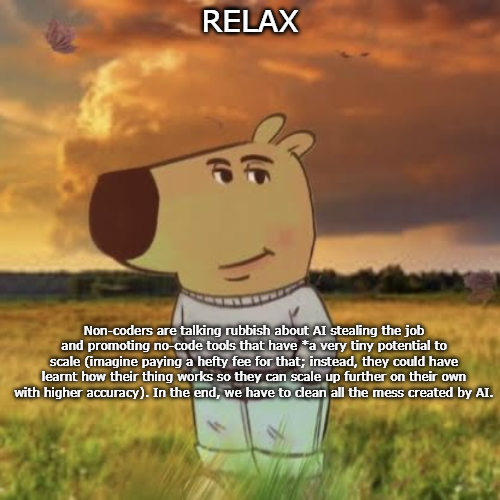 RELAX
Non-coders are talking rubbish about AI stealing the job
and promoting no-code tools that have *a very tiny potential to
scale (imagine paying a hefty fee for that; instead, they could have
learnt how their thing works so they can scale up further on their own
with higher accuracy). In the end, we have to clean all the mess created by AI.